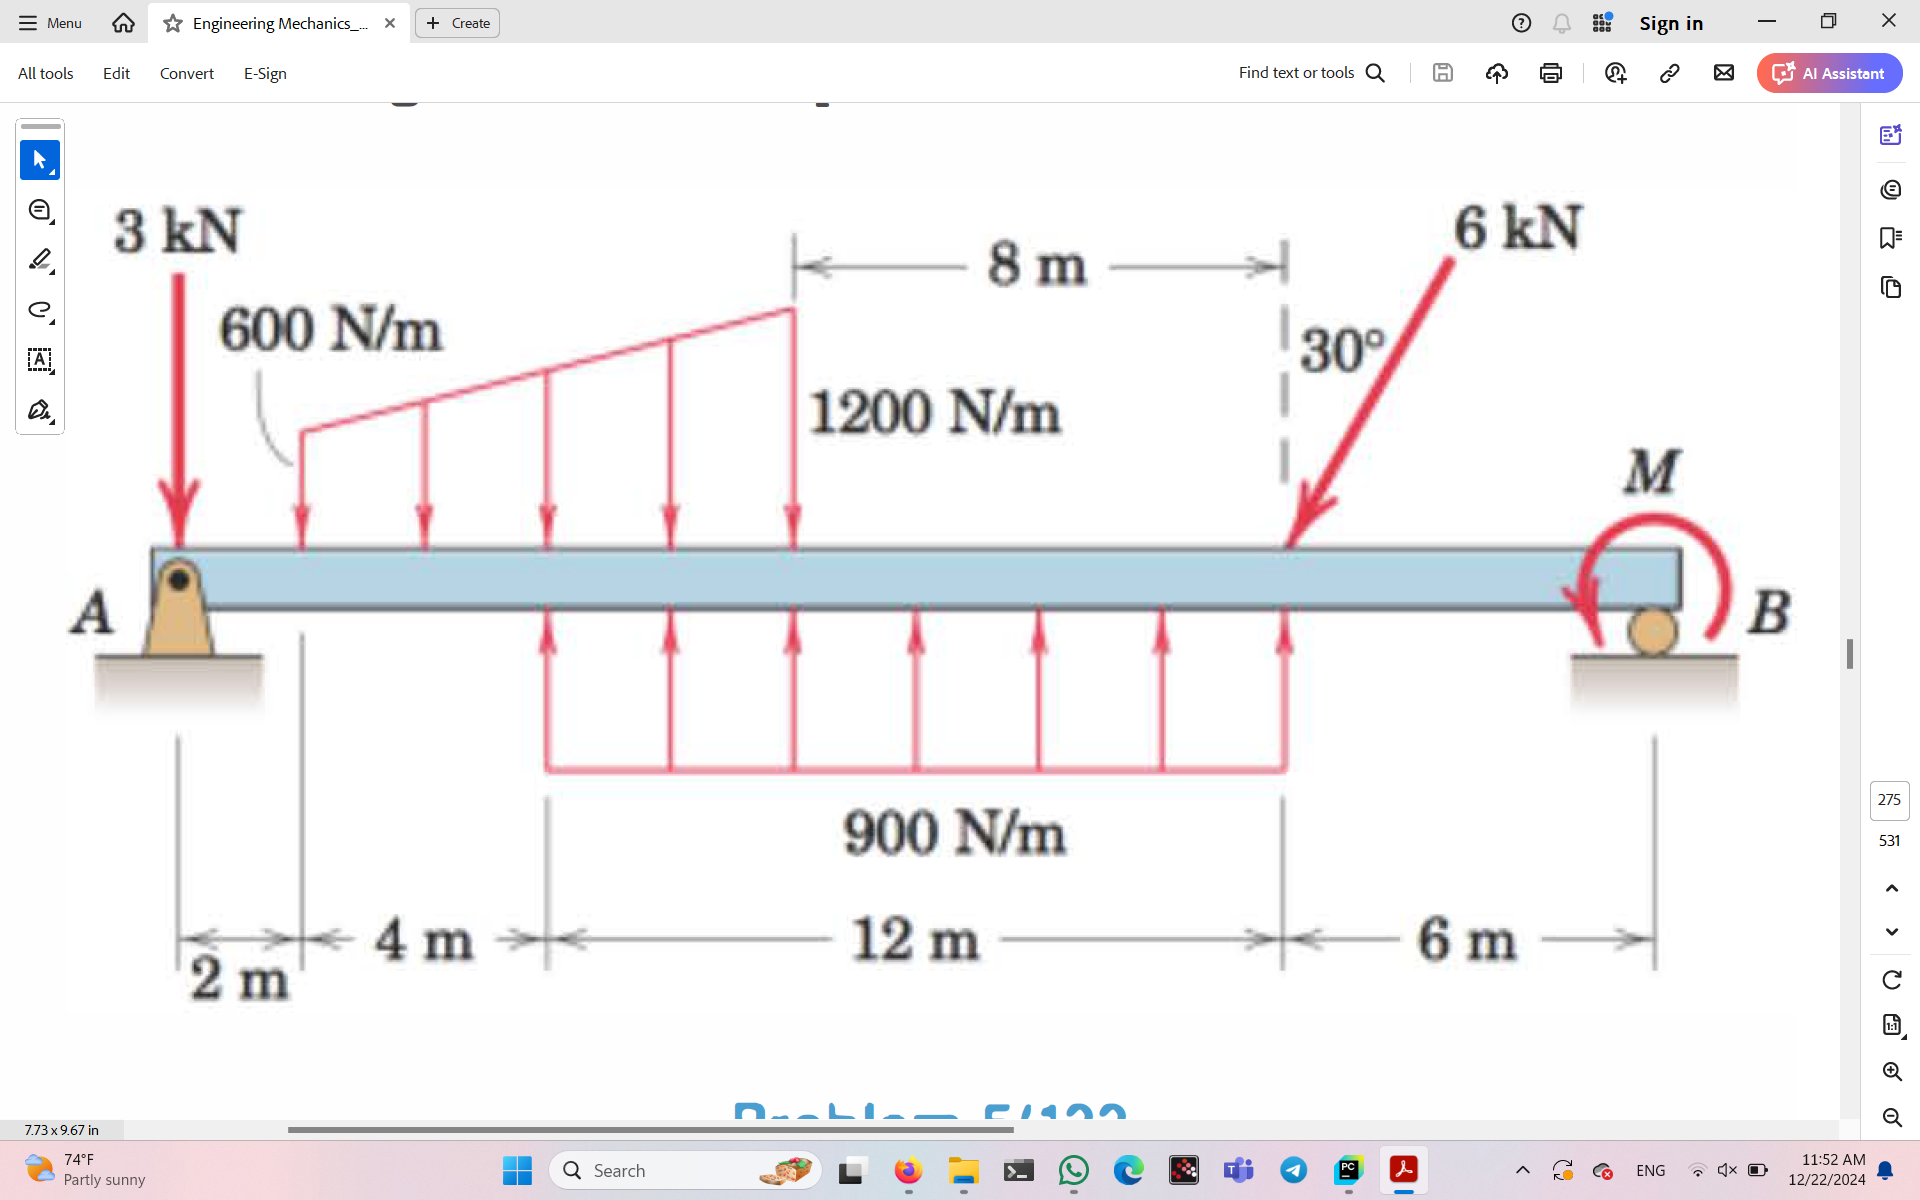 Menu
Engineering Mechanics_...
Create
Sign in
All tools
Edit
Convert
E-Sign
Find text or tools
AI Assistant
3 kN
6 kN
8 m
600 N/m
30°
1200 N/m
M
A
B
900 N/m
4 m
12 m
6 m
2 m
275
531
7.73 x 9.67 in
74°F
Partly sunny
Search
ENG
11:52 AM
12/22/2024